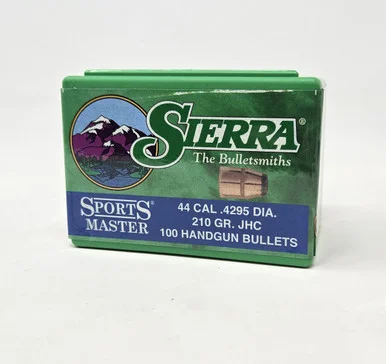 SIERRA®
The Bulletsmiths
SPORTS®
MASTER
44 CAL .4295 DIA.
210 GR. JHC
100 HANDGUN BULLETS